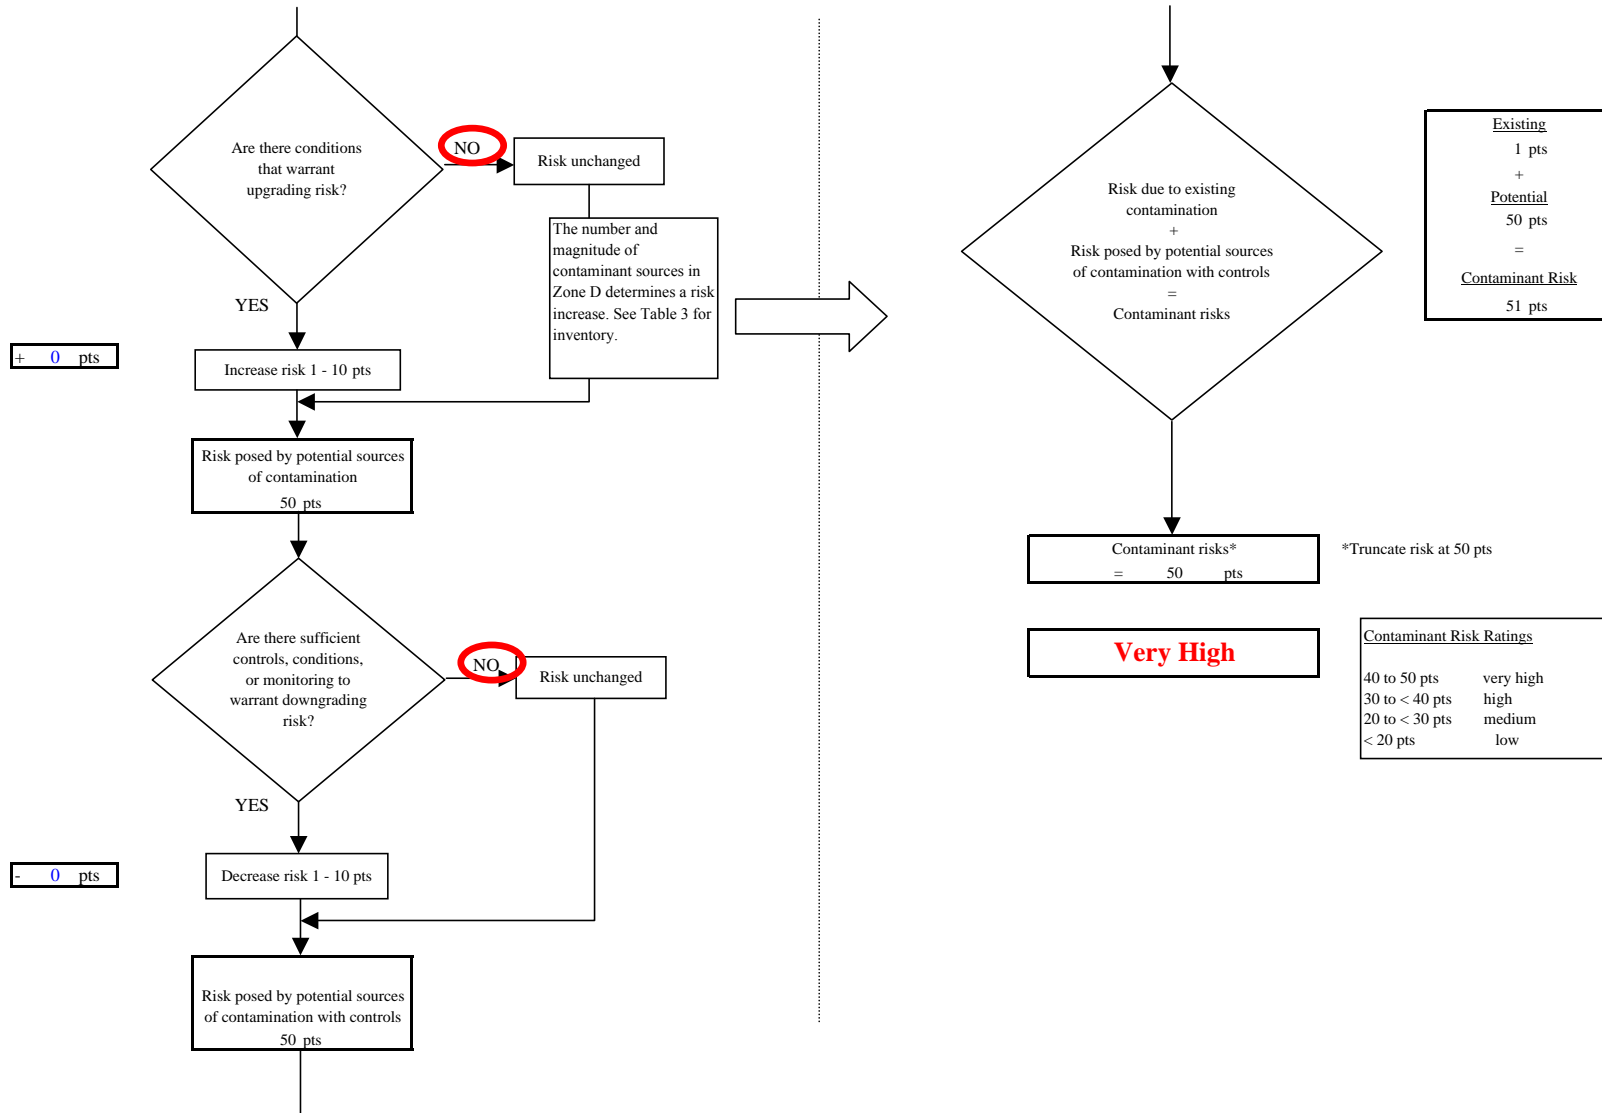 Are there conditions
that warrant
upgrading risk?
NO
Risk unchanged
The number and
magnitude of
contaminant sources in
Zone D determines a risk
increase. See Table 3 for
inventory.
YES
+ 0 pts
Increase risk 1 - 10 pts
Risk posed by potential sources
of contamination
50 pts
Are there sufficient
controls, conditions,
or monitoring to
warrant downgrading
risk?
NO
Risk unchanged
YES
- 0 pts
Decrease risk 1 - 10 pts
Risk posed by potential sources
of contamination with controls
50 pts
Risk due to existing
contamination
+
Risk posed by potential sources
of contamination with controls
=
Contaminant risks
Existing
1 pts
+
Potential
50 pts
=
Contaminant Risk
51 pts
Contaminant risks*
= 50 pts
*Truncate risk at 50 pts
Very High
Contaminant Risk Ratings
40 to 50 pts very high
30 to < 40 pts high
20 to < 30 pts medium
< 20 pts low